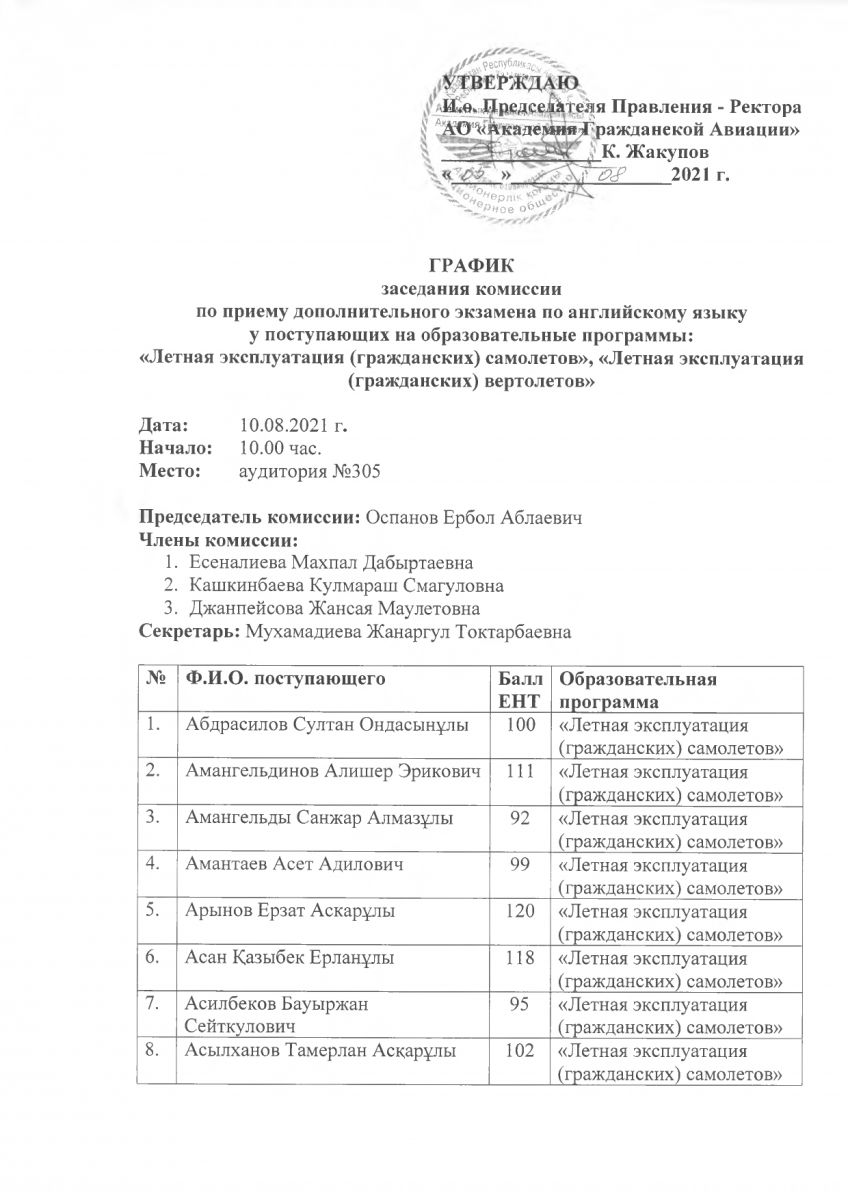 УТВЕРЖДАЮ
И.о. Председателя Правления - Ректора
АО «Академия Гражданской Авиации»
К. Жакупов
« » 08 2021 г.
ГРАФИК
заседания комиссии
по приему дополнительного экзамена по английскому языку
у поступающих на образовательные программы:
«Летная эксплуатация (гражданских) самолетов», «Летная эксплуатация
(гражданских) вертолетов»
Дата: 10.08.2021 г.
Начало: 10.00 час.
Место: аудитория №305
Председатель комиссии: Оспанов Ербол Аблаевич
Члены комиссии:
1. Есеналиева Махпал Дабыртаевна
2. Кашкинбаева Кулмараш Смагуловна
3. Джанпейсова Жансая Маулетовна
Секретарь: Мухамадиева Жанаргул Токтарбаевна
№ Ф.И.О. поступающего Балл Образовательная
ЕНТ программа
1. Абдрасилов Султан Ондасынұлы 100 «Летная эксплуатация
(гражданских) самолетов»
2. Амангельдинов Алишер Эрикович 111 «Летная эксплуатация
(гражданских) самолетов»
3. Амангельды Санжар Алмазұлы 92 «Летная эксплуатация
(гражданских) самолетов»
4. Амантаев Асет Адилович 99 «Летная эксплуатация
(гражданских) самолетов»
5. Арынов Ерзат Аскарұлы 120 «Летная эксплуатация
(гражданских) самолетов»
6. Асан Қазыбек Ерланұлы 118 «Летная эксплуатация
(гражданских) самолетов»
7. Асилбеков Бауыржан 95 «Летная эксплуатация
Сейткулович (гражданских) самолетов»
8. Асылханов Тамерлан Асқарұлы 102 «Летная эксплуатация
(гражданских) самолетов»